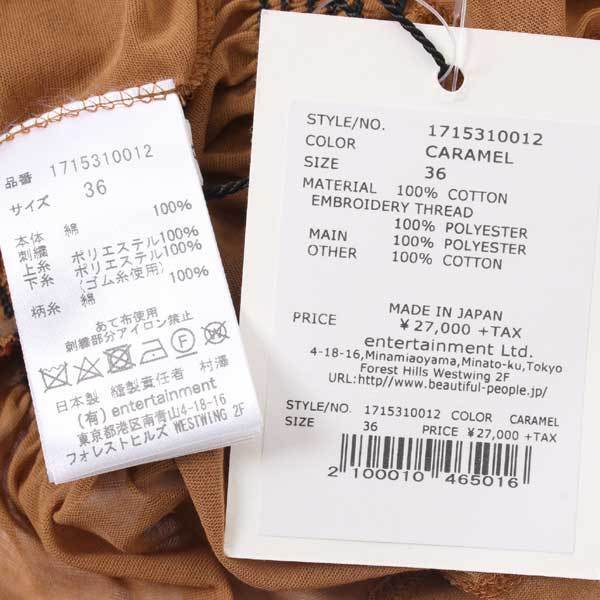 品番 1715310012
サイズ 36
本体 綿 100%
刺繍
上糸 ポリエステル100%
下糸 ポリエステル100%
(ゴム糸使用)
柄糸 綿 100%
あて布使用
刺繍部分アイロン禁止
日本製 縫製責任者 村澤
(有) entertainment
東京都港区南青山4-18-16
フォレストヒルズ WESTWING 2F
STYLE/NO. 1715310012
COLOR CARAMEL
SIZE 36
MATERIAL 100% COTTON
EMBROIDERY THREAD
100% POLYESTER
MAIN 100% POLYESTER
OTHER 100% COTTON
MADE IN JAPAN
PRICE ¥27,000 +TAX
entertainment Ltd.
4-18-16,Minamiaoyama,Minato-ku,Tokyo
Forest Hills Westwing 2F
URL:http//www.beautiful-people.jp/
STYLE/NO. 1715310012 COLOR CARAMEL
SIZE 36 PRICE ¥27,000 +TAX
2 100010 465016